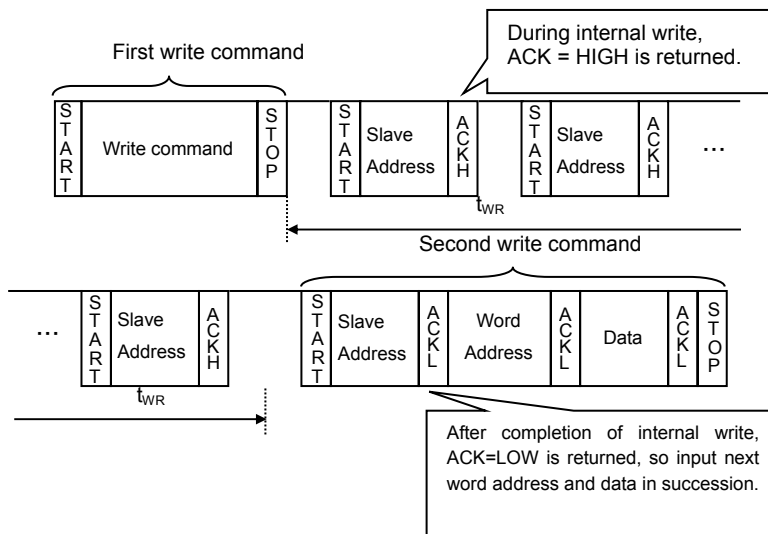 First write command
During internal write,
ACK = HIGH is returned.
START
Write command
STOP
START
Slave
Address
ACKH
START
Slave
Address
ACKH
...
tWR
Second write command
...
START
Slave
Address
ACKH
START
Slave
Address
ACKL
Word
Address
ACKL
Data
ACKL
STOP
tWR
After completion of internal write,
ACK=LOW is returned, so input next
word address and data in succession.